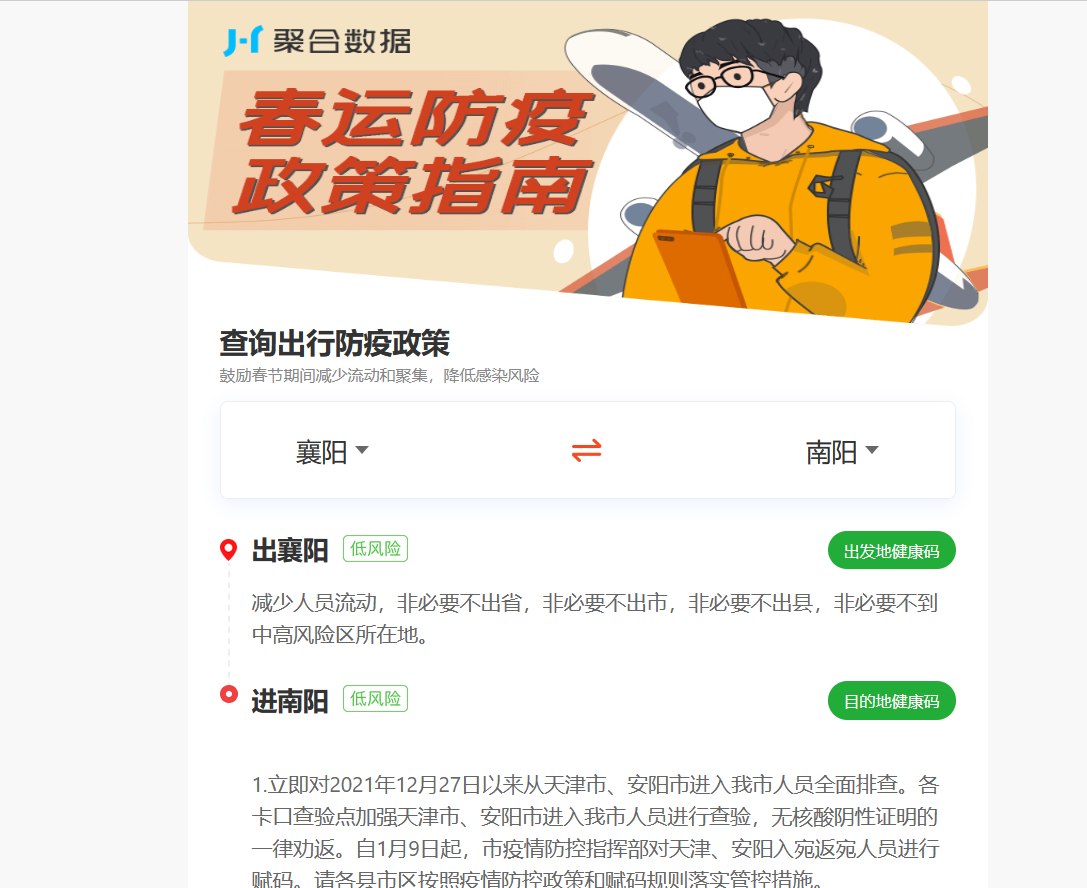 聚合数据
春运防疫
政策指南
查询出行防疫政策
鼓励春节期间减少流动和聚集，降低感染风险
襄阳
南阳
出襄阳 低风险 出发地健康码
减少人员流动，非必要不出省，非必要不出市，非必要不出县，非必要不到
中高风险区所在地。
进南阳 低风险 目的地健康码
1.立即对2021年12月27日以来从天津市、安阳市进入我市人员全面排查。各
卡口查验点加强天津市、安阳市进入我市人员进行查验，无核酸阴性证明的
一律劝返。自1月9日起，市疫情防控指挥部对天津、安阳入宛返宛人员进行
赋码。请各县市区按照疫情防控政策和赋码规则落实管控措施。